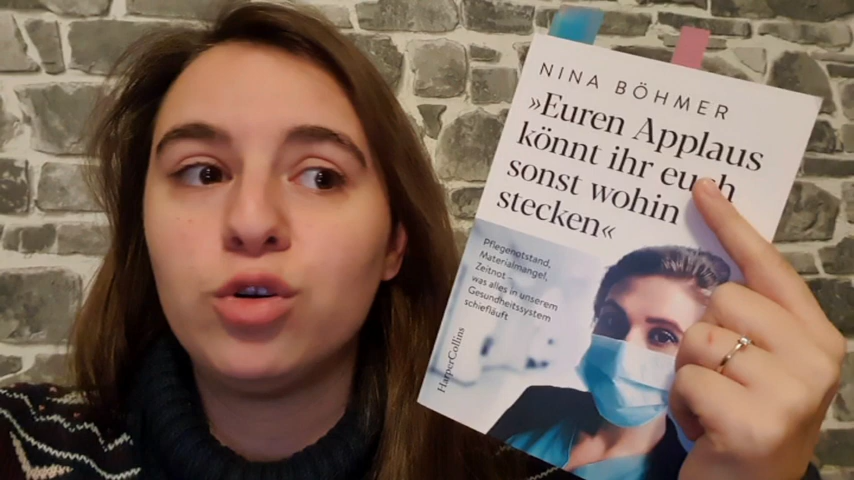 NINA BÖHMER
»Euren Applaus
könnt ihr euch
sonst wohin
stecken«
Pflegenotstand,
Materialmangel,
Zeitnot –
was alles in unserem
Gesundheitssystem
schiefläuft
HarperCollins